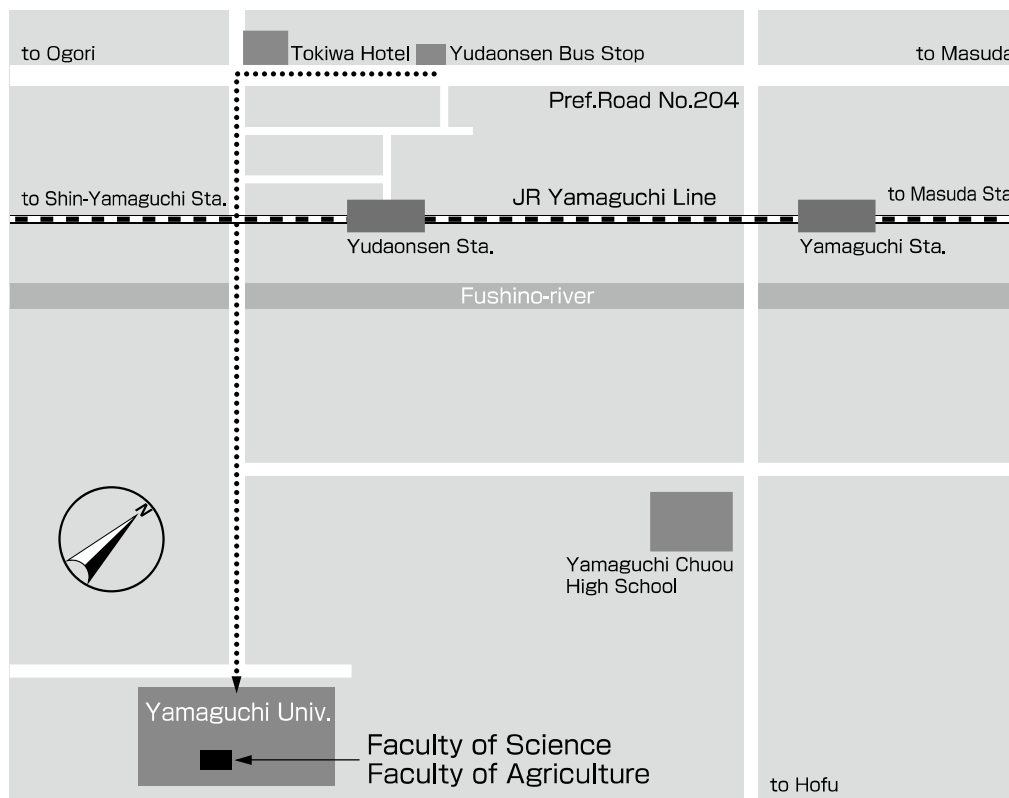 to Ogori
Tokiwa Hotel
Yudaonsen Bus Stop
to Masuda
Pref.Road No.204
to Shin-Yamaguchi Sta.
JR Yamaguchi Line
to Masuda Sta
Yudaonsen Sta.
Yamaguchi Sta.
Fushino-river
N
Yamaguchi Chuou
High School
Yamaguchi Univ.
Faculty of Science
Faculty of Agriculture
to Hofu